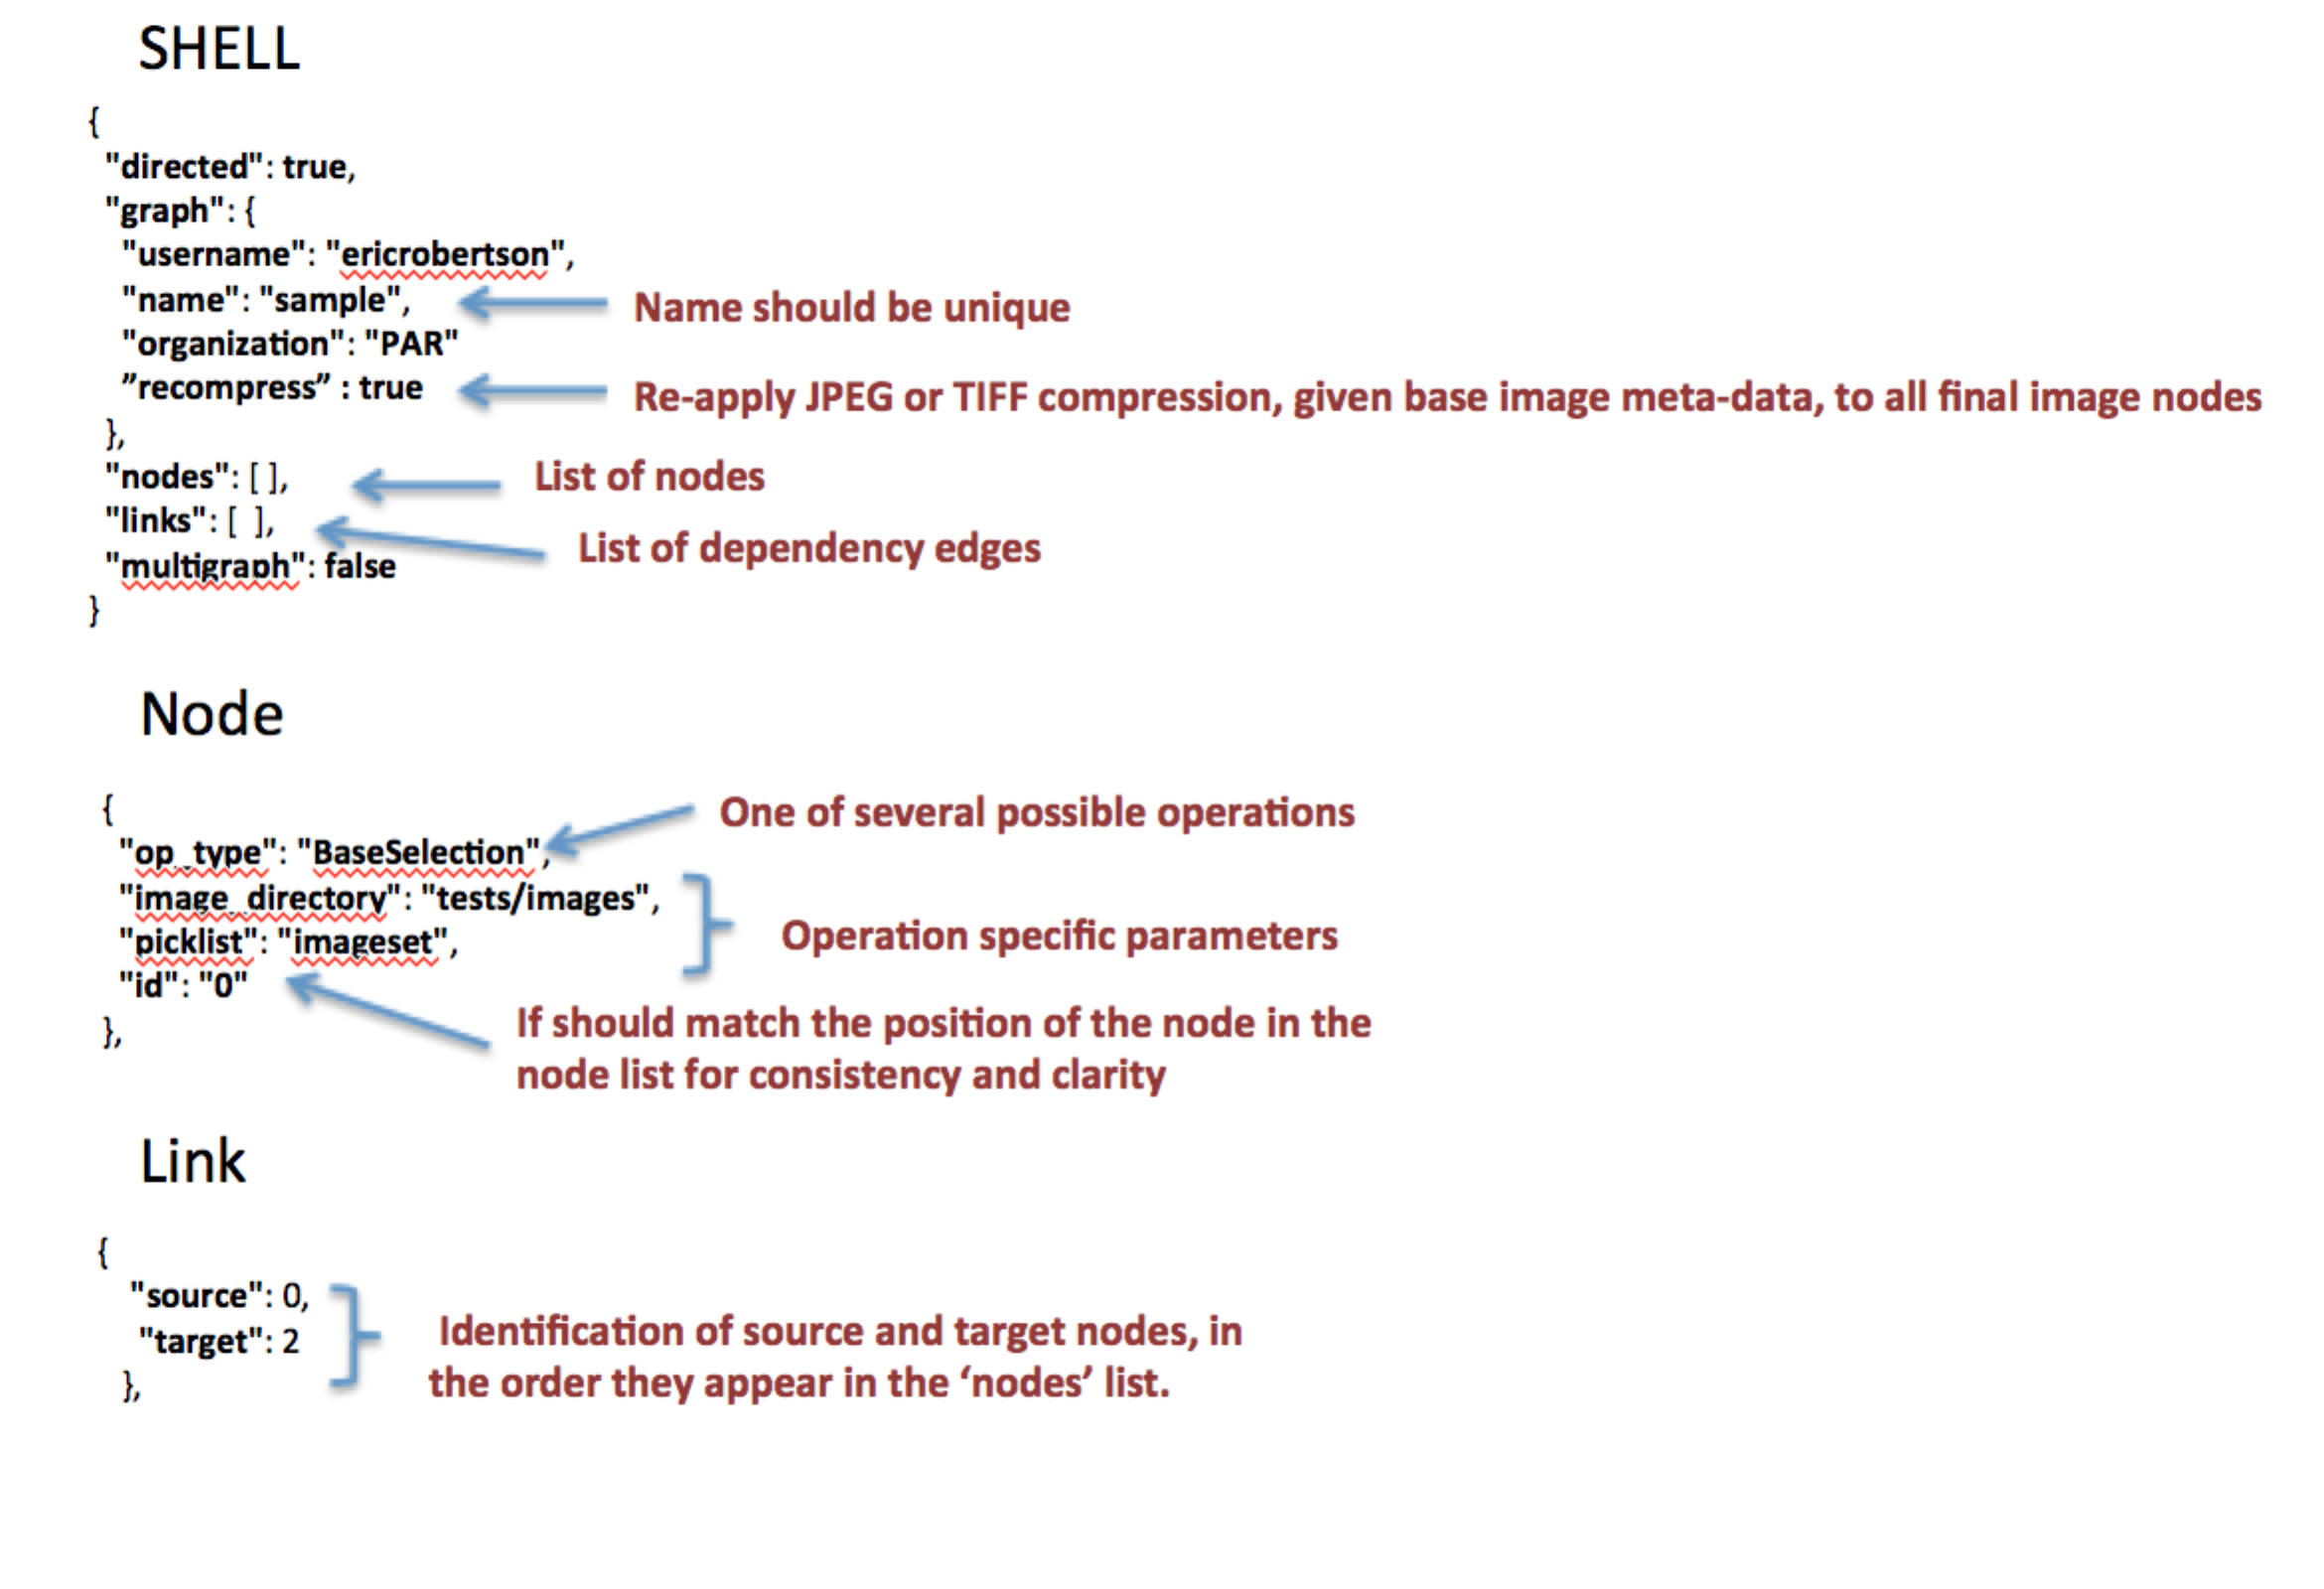 SHELL
{
"directed": true,
"graph": {
"username": "ericrobertson",
"name": "sample",
Name should be unique
"organization": "PAR"
”recompress” : true
Re-apply JPEG or TIFF compression, given base image meta-data, to all final image nodes
},
"nodes": [ ],
List of nodes
"links": [  ],
List of dependency edges
"multigraph": false
}
Node
{
One of several possible operations
"op_type": "BaseSelection",
"image_directory": "tests/images",
"picklist": "imageset",
Operation specific parameters
"id": "0"
If should match the position of the node in the
node list for consistency and clarity
},
Link
{
"source": 0,
"target": 2
Identification of source and target nodes, in
the order they appear in the ‘nodes’ list.
},